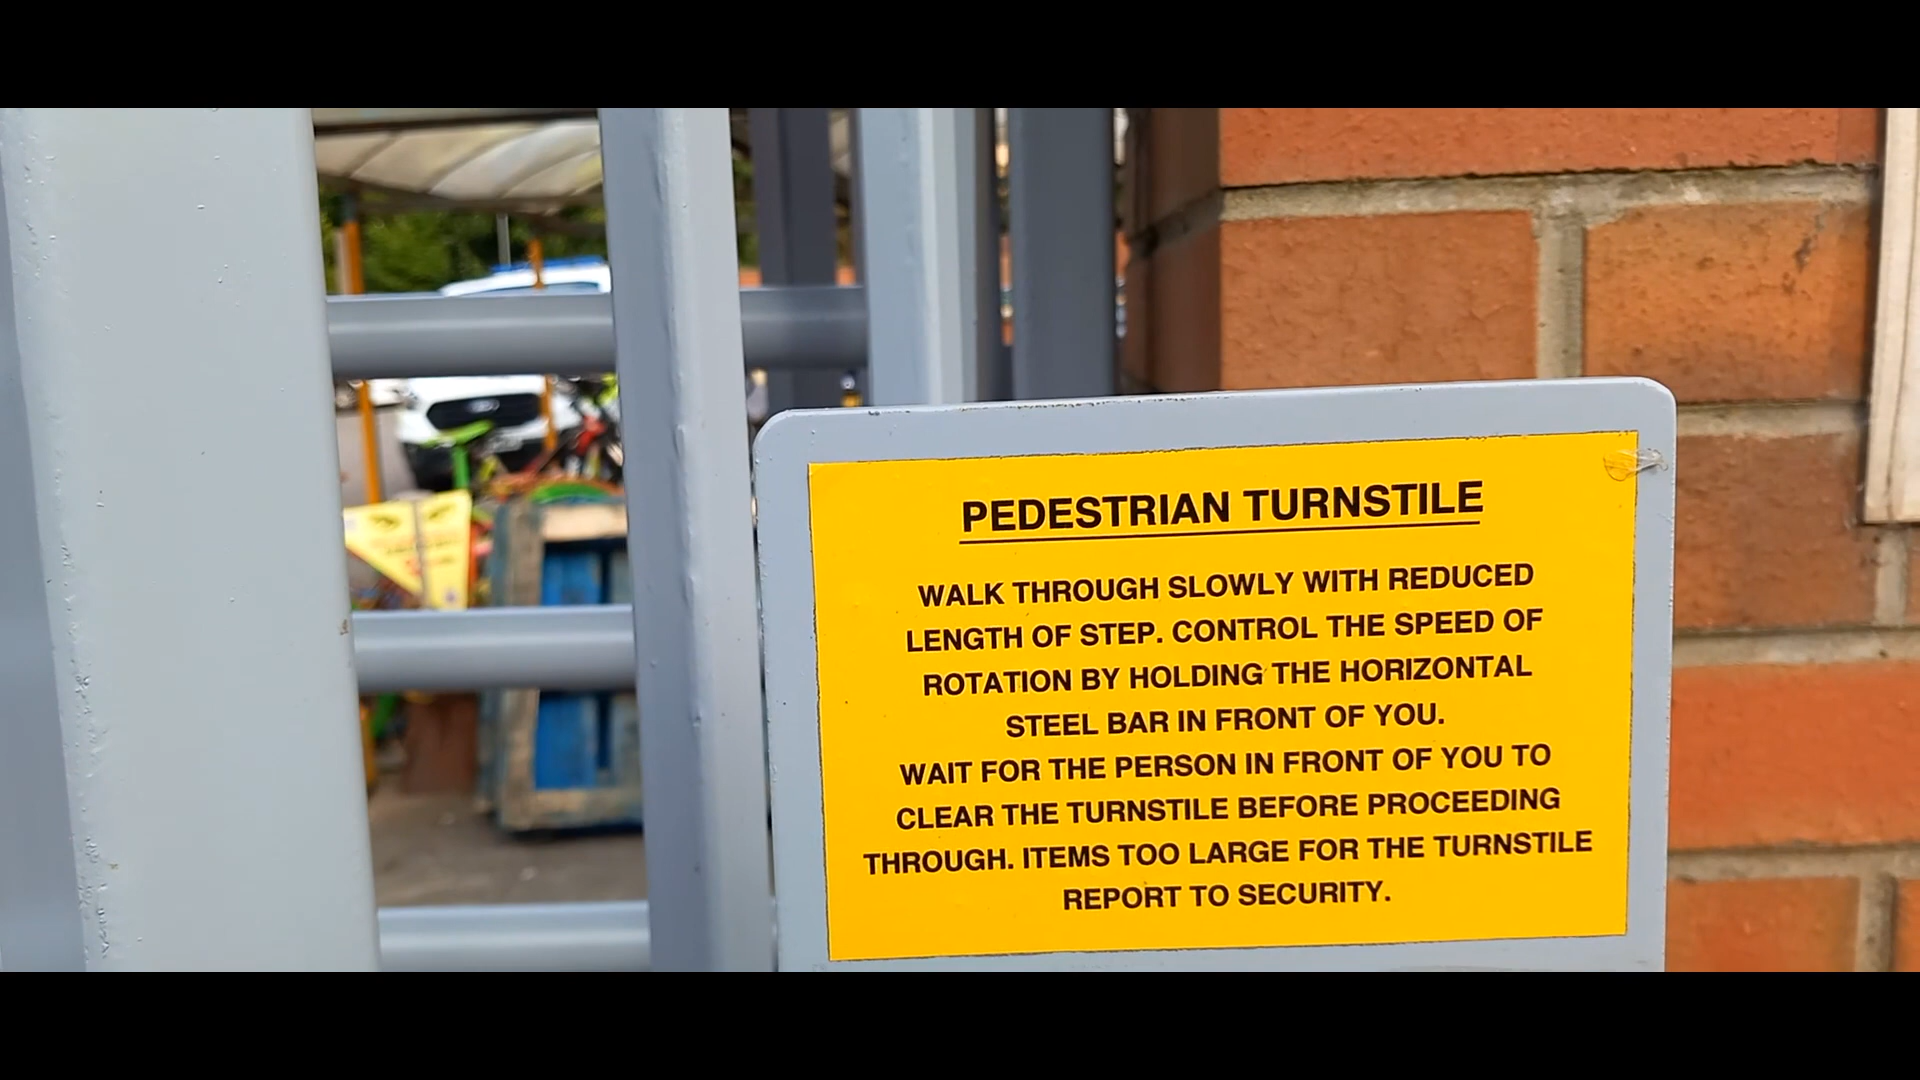 PEDESTRIAN TURNSTILE
WALK THROUGH SLOWLY WITH REDUCED
LENGTH OF STEP. CONTROL THE SPEED OF
ROTATION BY HOLDING THE HORIZONTAL
STEEL BAR IN FRONT OF YOU.
WAIT FOR THE PERSON IN FRONT OF YOU TO
CLEAR THE TURNSTILE BEFORE PROCEEDING
THROUGH. ITEMS TOO LARGE FOR THE TURNSTILE
REPORT TO SECURITY.